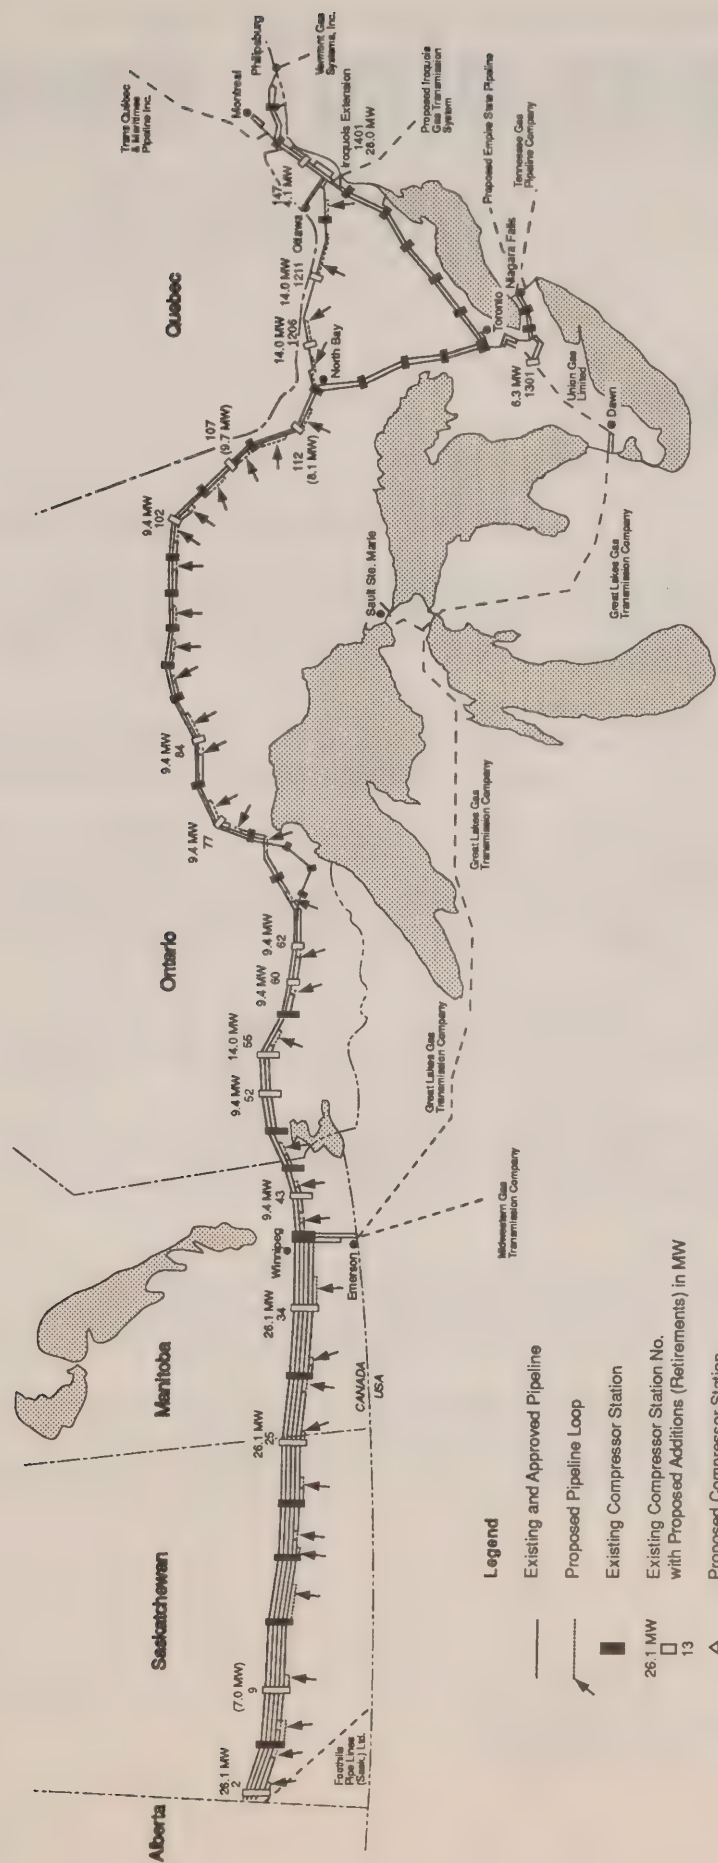 Alberta
Saskatchewan
Manitoba
Ontario
Quebec
26.1 MW
2
(7.0 MW)
9
26.1 MW
25
26.1 MW
34
Winnipeg
Emerson
9.4 MW
43
9.4 MW
52
14.0 MW
55
9.4 MW
60
9.4 MW
62
9.4 MW
77
9.4 MW
84
9.4 MW
102
107
(9.7 MW)
112
(8.1 MW)
North Bay
14.0 MW
1206
14.0 MW
1211
Ottawa
147
4.1 MW
Montreal
Philipsburg
Trans Québec
& Maritimes
Pipeline Inc.
Vermont Gas
Systems, Inc.
Iroquois Extension
1401
28.0 MW
Proposed Iroquois
Gas Transmission
System
Proposed Empire State Pipeline
Tennessee Gas
Pipeline Company
Niagara Falls
Toronto
6.3 MW
1301
Union Gas
Limited
Dawn
Sault Ste. Marie
Great Lakes Gas
Transmission Company
Great Lakes Gas
Transmission Company
Great Lakes Gas
Transmission Company
Midwestern Gas
Transmission Company
CANADA
USA
Foothills
Pipe Lines
(Sask.) Ltd.
Legend
Existing and Approved Pipeline
Proposed Pipeline Loop
Existing Compressor Station
26.1 MW
13
Existing Compressor Station No.
with Proposed Additions (Retirements) in MW
Proposed Compressor Station